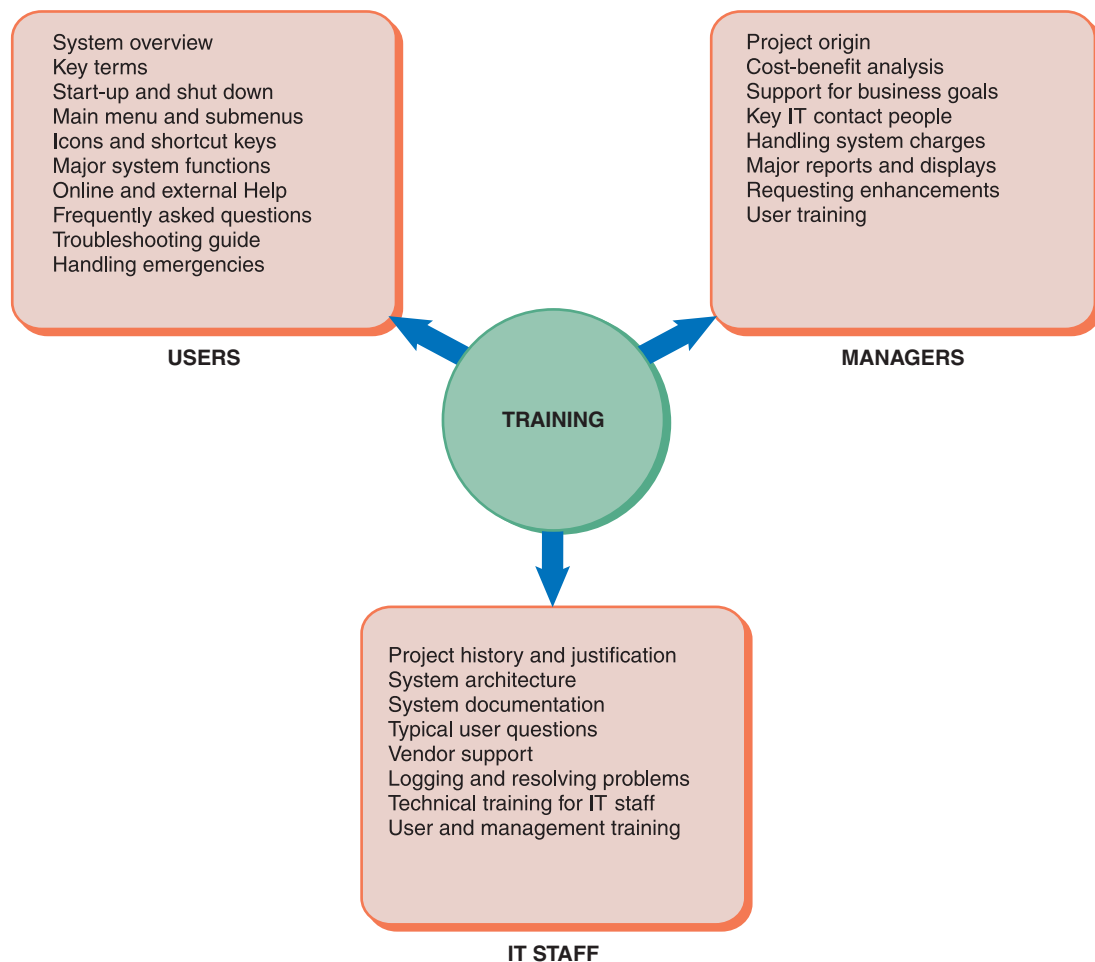 System overview
Key terms
Start-up and shut down
Main menu and submenus
Icons and shortcut keys
Major system functions
Online and external Help
Frequently asked questions
Troubleshooting guide
Handling emergencies
USERS
Project origin
Cost-benefit analysis
Support for business goals
Key IT contact people
Handling system charges
Major reports and displays
Requesting enhancements
User training
MANAGERS
TRAINING
Project history and justification
System architecture
System documentation
Typical user questions
Vendor support
Logging and resolving problems
Technical training for IT staff
User and management training
IT STAFF